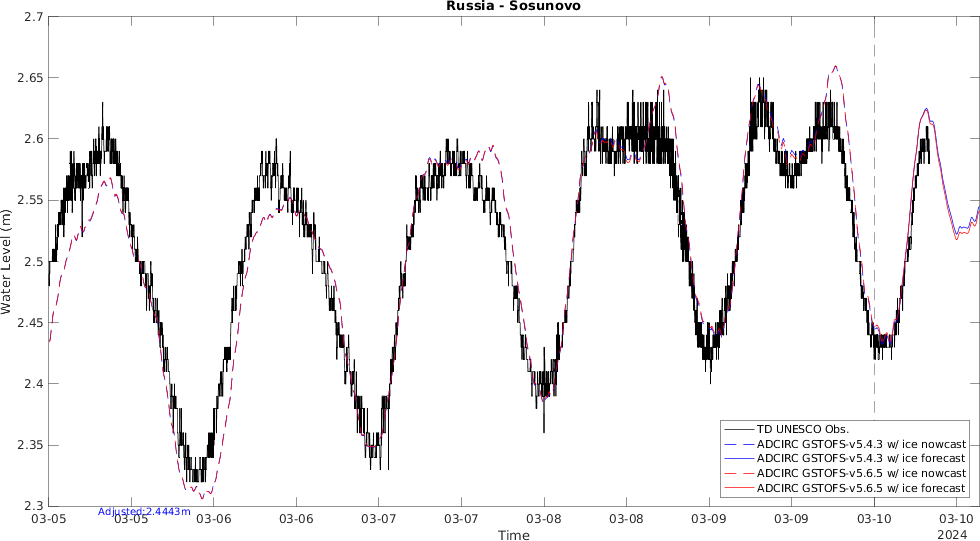 Russia - Sosunovo
2.7
2.65
2.6
2.55
2.5
2.45
2.4
2.35
2.3
Water Level (m)
TD UNESCO Obs.
ADCIRC GSTOFS-v5.4.3 w/ ice nowcast
ADCIRC GSTOFS-v5.4.3 w/ ice forecast
ADCIRC GSTOFS-v5.6.5 w/ ice nowcast
ADCIRC GSTOFS-v5.6.5 w/ ice forecast
Adjusted:2.4443m
03-05 03-05 03-06 03-06 03-07 03-07 03-08 03-08 03-09 03-09 03-10 03-10
Time
2024